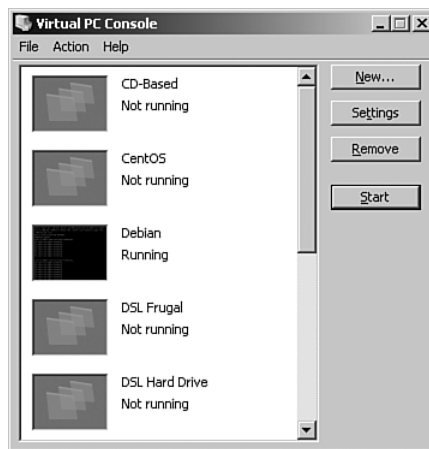 Virtual PC Console
File Action Help
CD-Based
Not running
CentOS
Not running
Debian
Running
DSL Frugal
Not running
DSL Hard Drive
Not running
New...
Settings
Remove
Start